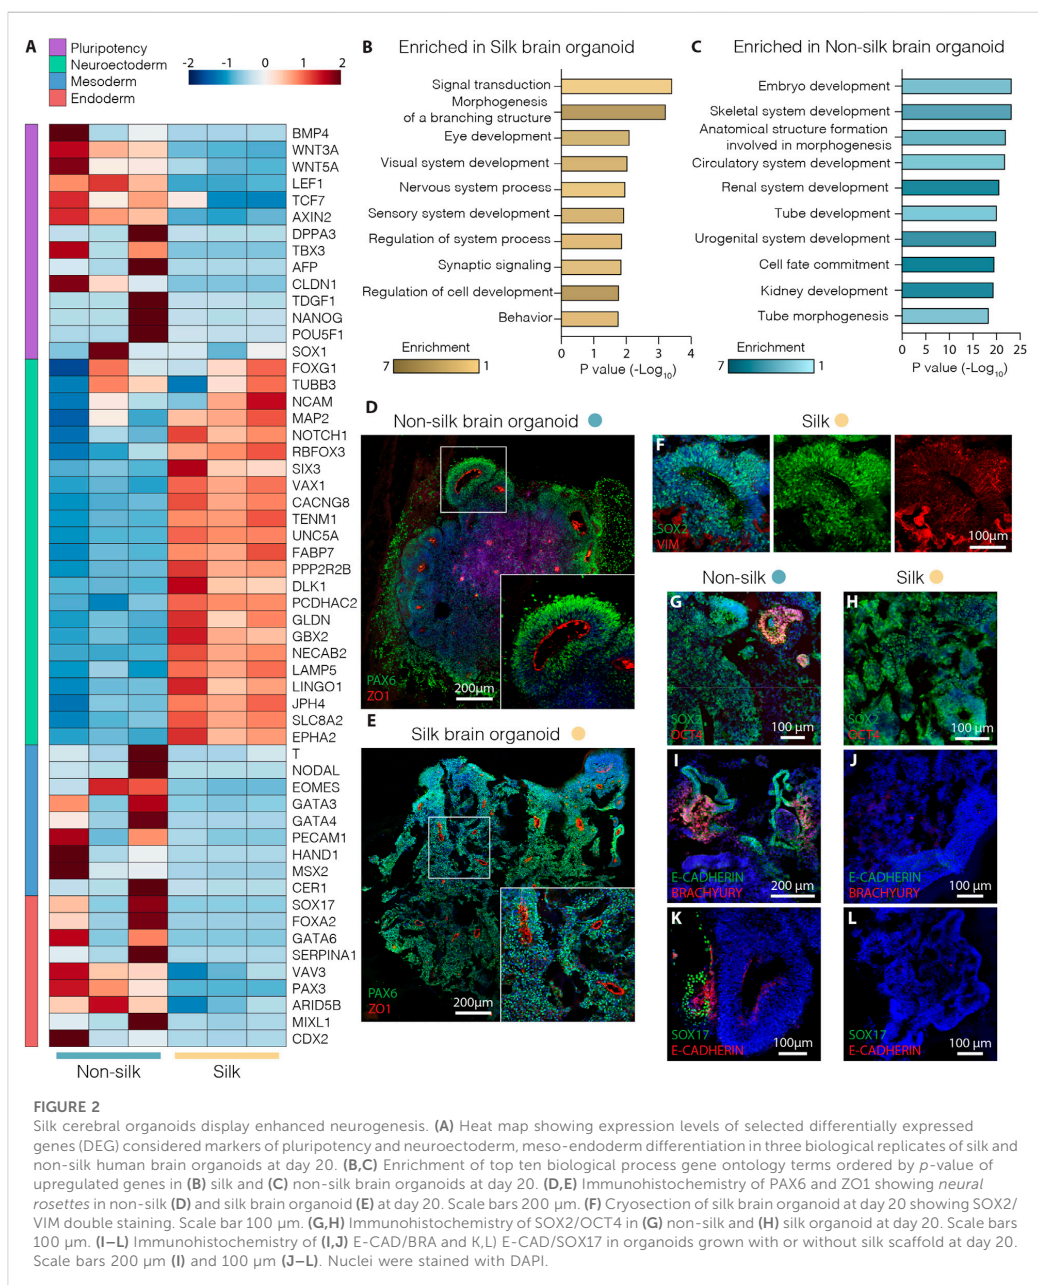 A
Pluripotency
Neuroectoderm
Mesoderm
Endoderm
-2 -1 0 1 2
BMP4
WNT3A
WNT5A
LEF1
TCF7
AXIN2
DPPA3
TBX3
AFP
CLDN1
TDGF1
NANOG
POU5F1
SOX1
FOXG1
TUBB3
NCAM
MAP2
NOTCH1
RBFOX3
SIX3
VAX1
CACNG8
TENM1
UNC5A
FABP7
PPP2R2B
DLK1
PCDHAC2
GLDN
GBX2
NECAB2
LAMP5
LINGO1
JPH4
SLC8A2
EPHA2
T
NODAL
EOMES
GATA3
GATA4
PECAM1
HAND1
MSX2
CER1
SOX17
FOXA2
GATA6
SERPINA1
VAV3
PAX3
ARID5B
MIXL1
CDX2
Non-silk Silk
B Enriched in Silk brain organoid
Signal transduction
Morphogenesis
of a branching structure
Eye development
Visual system development
Nervous system process
Sensory system development
Regulation of system process
Synaptic signaling
Regulation of cell development
Behavior
Enrichment
7 1
0 1 2 3 4
P value (-Log10)
C Enriched in Non-silk brain organoid
Embryo development
Skeletal system development
Anatomical structure formation
involved in morphogenesis
Circulatory system development
Renal system development
Tube development
Urogenital system development
Cell fate commitment
Kidney development
Tube morphogenesis
Enrichment
7 1
0 5 10 15 20 25
P value (-Log10)
D
Non-silk brain organoid
PAX6
ZO1
200µm
E
Silk brain organoid
PAX6
ZO1
200µm
Silk
F
SOX2
VIM
100µm
Non-silk Silk
G
SOX2
OCT4
100 µm
H
SOX2
OCT4
100 µm
I
E-CADHERIN
BRACHYURY
200 µm
J
E-CADHERIN
BRACHYURY
100 µm
K
SOX17
E-CADHERIN
100µm
L
SOX17
E-CADHERIN
100 µm
FIGURE 2
Silk cerebral organoids display enhanced neurogenesis. (A) Heat map showing expression levels of selected differentially expressed
genes (DEG) considered markers of pluripotency and neuroectoderm, meso-endoderm differentiation in three biological replicates of silk and
non-silk human brain organoids at day 20. (B,C) Enrichment of top ten biological process gene ontology terms ordered by p-value of
upregulated genes in (B) silk and (C) non-silk brain organoids at day 20. (D,E) Immunohistochemistry of PAX6 and ZO1 showing neural
rosettes in non-silk (D) and silk brain organoid (E) at day 20. Scale bars 200 µm. (F) Cryosection of silk brain organoid at day 20 showing SOX2/
VIM double staining. Scale bar 100 µm. (G,H) Immunohistochemistry of SOX2/OCT4 in (G) non-silk and (H) silk organoid at day 20. Scale bars
100 µm. (I–L) Immunohistochemistry of (I,J) E-CAD/BRA and K,L) E-CAD/SOX17 in organoids grown with or without silk scaffold at day 20.
Scale bars 200 µm (I) and 100 µm (J–L). Nuclei were stained with DAPI.